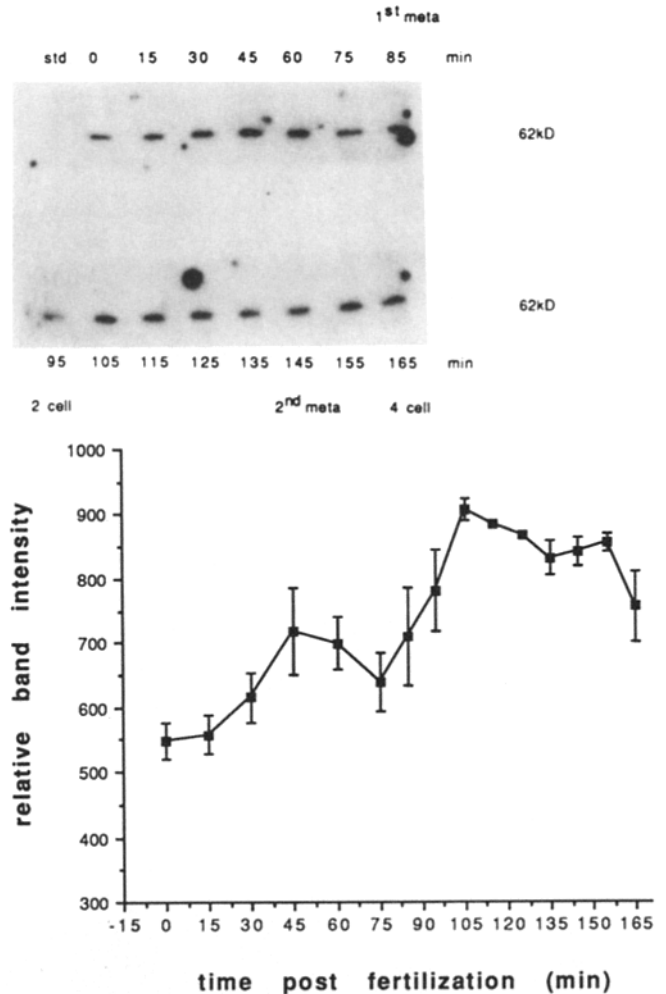 1st meta
std 0 15 30 45 60 75 85 min
62kD
62kD
95 105 115 125 135 145 155 165 min
2 cell 2nd meta 4 cell
1000
900
800
700
600
500
400
300
relative band intensity
-15 0 15 30 45 60 75 90 105 120 135 150 165
time post fertilization (min)